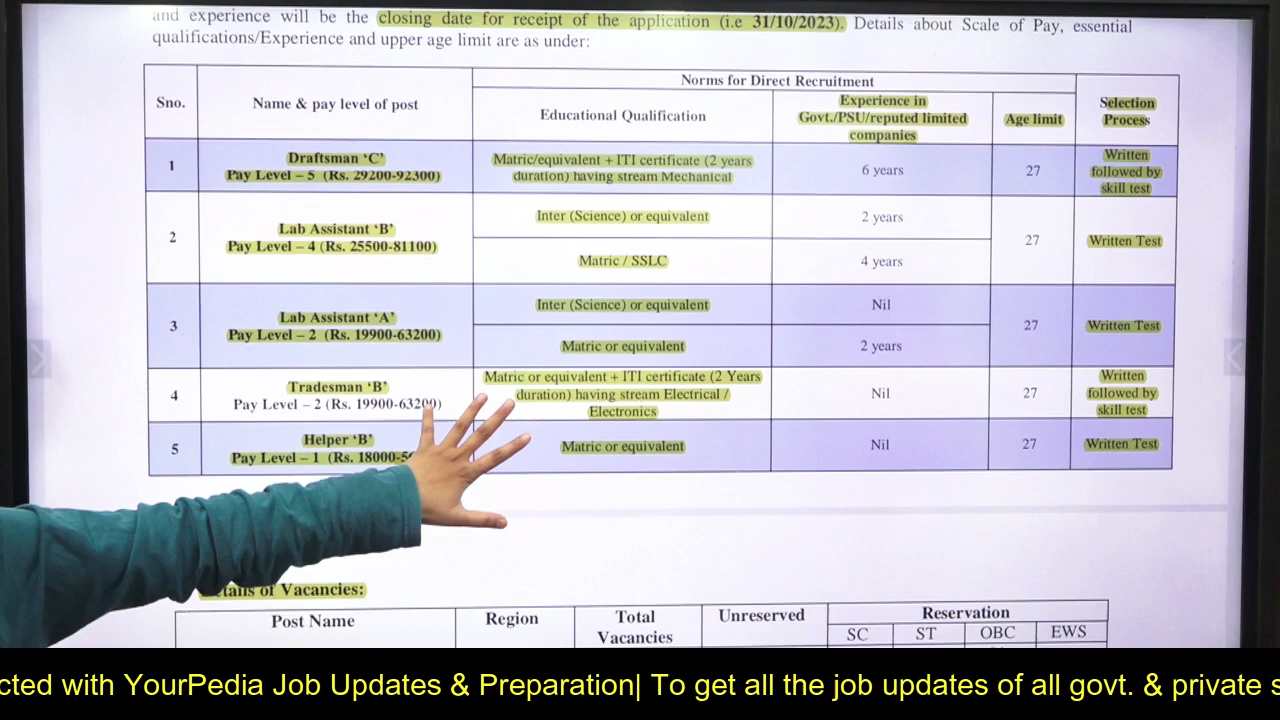 and experience will be the closing date for receipt of the application (i.e 31/10/2023). Details about Scale of Pay, essential
qualifications/Experience and upper age limit are as under:
Sno.
Name & pay level of post
Norms for Direct Recruitment
Selection
Process
Educational Qualification
Experience in
Govt./PSU/reputed limited
companies
Age limit
1
Draftsman ‘C’
Pay Level – 5 (Rs. 29200-92300)
Matric/equivalent + ITI certificate (2 years
duration) having stream Mechanical
6 years
27
Written
followed by
skill test
2
Lab Assistant ‘B’
Pay Level – 4 (Rs. 25500-81100)
Inter (Science) or equivalent
2 years
Matric / SSLC
4 years
27
Written Test
3
Lab Assistant ‘A’
Pay Level – 2 (Rs. 19900-63200)
Inter (Science) or equivalent
Nil
Matric or equivalent
2 years
27
Written Test
4
Tradesman ‘B’
Pay Level – 2 (Rs. 19900-63200)
Matric or equivalent + ITI certificate (2 Years
duration) having stream Electrical /
Electronics
Nil
27
Written
followed by
skill test
5
Helper ‘B’
Pay Level – 1 (Rs. 18000-
Matric or equivalent
Nil
27
Written Test
of Vacancies:
Post Name
Region
Total
Vacancies
Unreserved
Reservation
SC
ST
OBC
EWS
cted with YourPedia Job Updates & Preparation| To get all the job updates of all govt. & private s